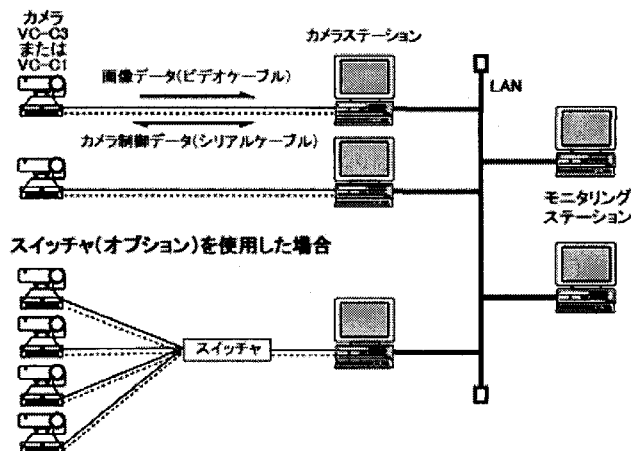 カメラ
VC-C3
または
VC-C1
カメラステーション
画像データ(ビデオケーブル)
LAN
カメラ制御データ(シリアルケーブル)
モニタリング
ステーション
スイッチャ(オプション)を使用した場合
スイッチャ